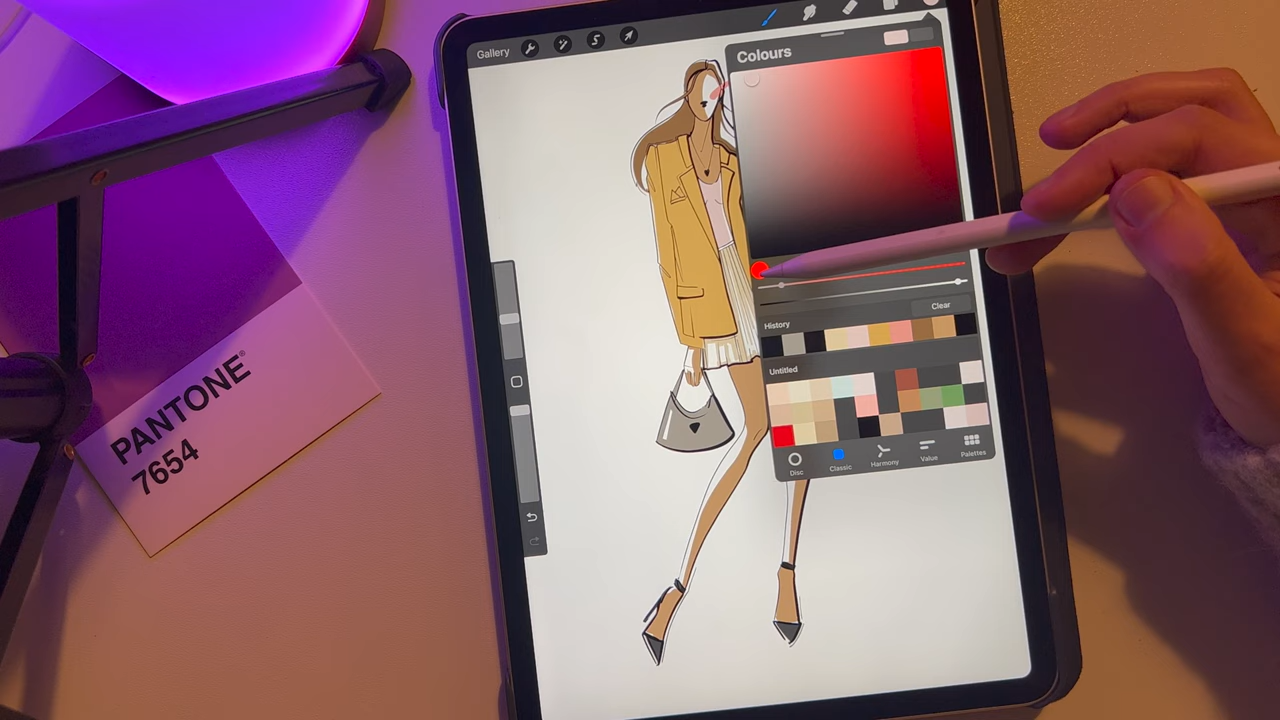 Gallery
Colours
Clear
History
Untitled
Disc
Classic
Harmony
Value
Palettes
PANTONE®
7654